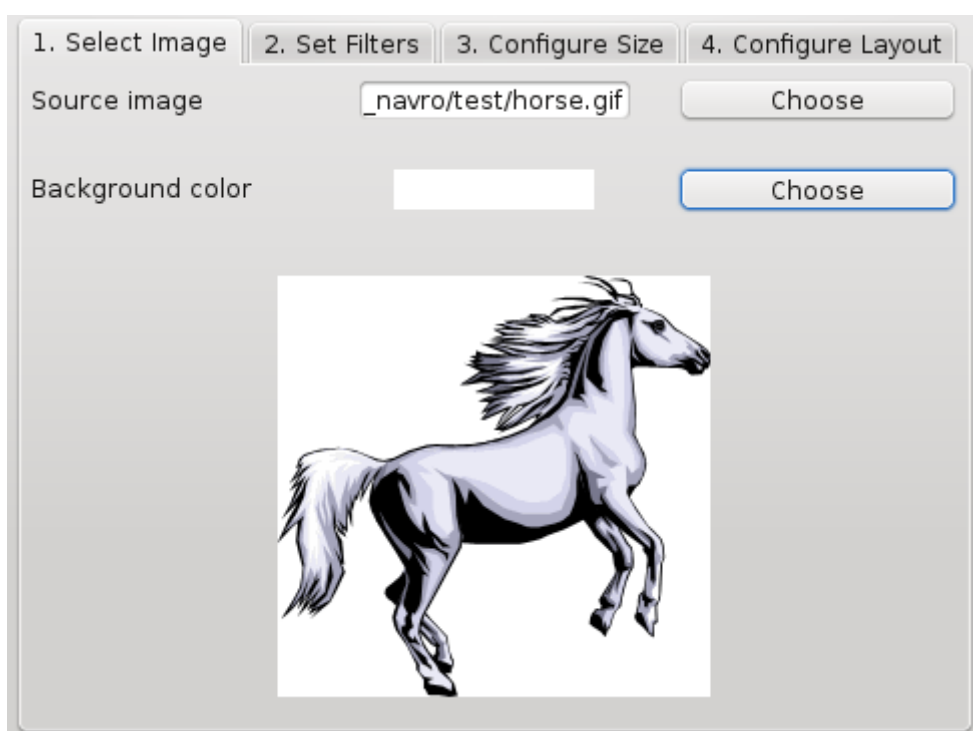 1. Select Image 2. Set Filters 3. Configure Size 4. Configure Layout
Source image _navro/test/horse.gif Choose
Background color Choose